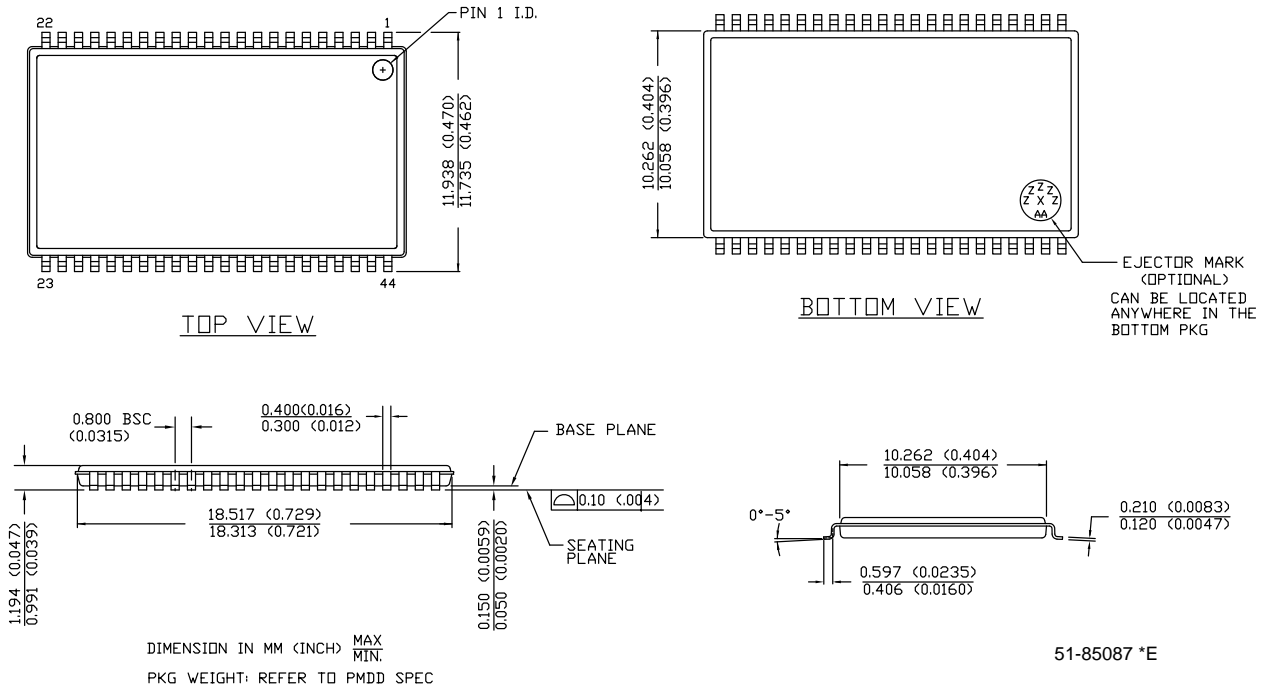 22
1
PIN 1 I.D.
11.938 (0.470)
11.735 (0.462)
23
44
TOP VIEW
10.262 (0.404)
10.058 (0.396)
Z Z Z
Z X Z
AA
EJECTOR MARK
(OPTIONAL)
CAN BE LOCATED
ANYWHERE IN THE
BOTTOM PKG
BOTTOM VIEW
0.800 BSC
(0.0315)
0.400(0.016)
0.300 (0.012)
BASE PLANE
0.10 (.004)
SEATING
PLANE
18.517 (0.729)
18.313 (0.721)
1.194 (0.047)
0.991 (0.039)
0.150 (0.0059)
0.050 (0.0020)
10.262 (0.404)
10.058 (0.396)
0°-5°
0.210 (0.0083)
0.120 (0.0047)
0.597 (0.0235)
0.406 (0.0160)
DIMENSION IN MM (INCH) MAX
MIN.
PKG WEIGHT: REFER TO PMDD SPEC
51-85087 *E